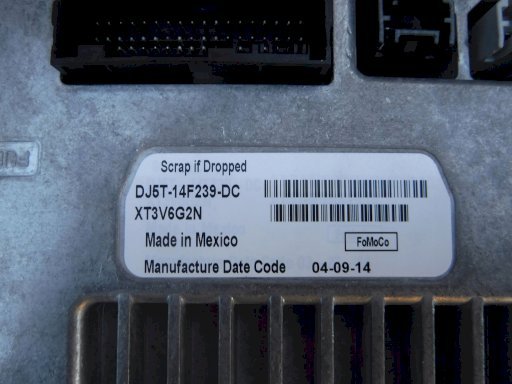 Scrap if Dropped
DJ5T-14F239-DC
XT3V6G2N
Made in Mexico
FoMoCo
Manufacture Date Code 04-09-14